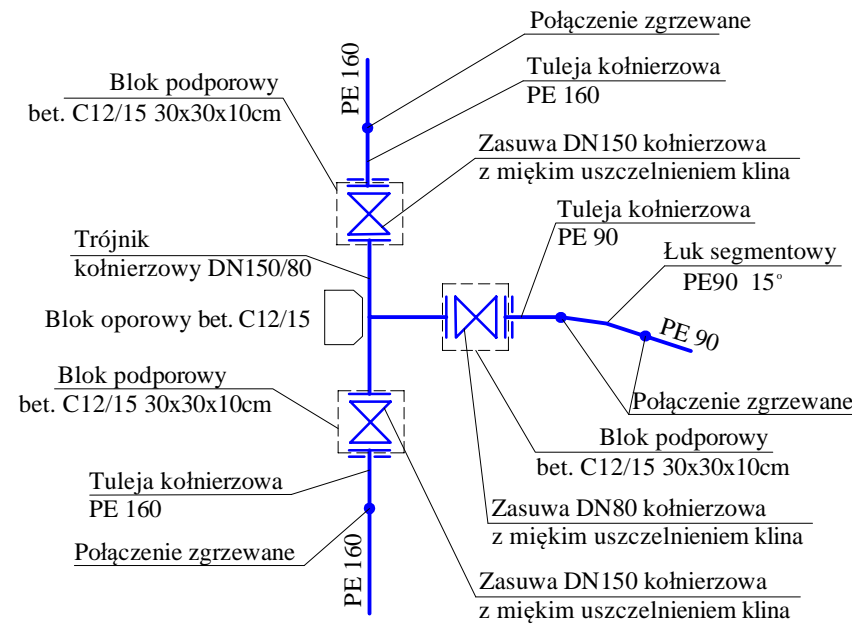 Połączenie zgrzewane
PE 160
Tuleja kołnierzowa
PE 160
Blok podporowy
bet. C12/15 30x30x10cm
Zasuwa DN150 kołnierzowa
z miękim uszczelnieniem klina
Tuleja kołnierzowa
PE 90
Trójnik
kołnierzowy DN150/80
Łuk segmentowy
PE90 15°
Blok oporowy bet. C12/15
PE 90
Blok podporowy
bet. C12/15 30x30x10cm
Połączenie zgrzewane
Blok podporowy
bet. C12/15 30x30x10cm
Tuleja kołnierzowa
PE 160
Zasuwa DN80 kołnierzowa
z miękim uszczelnieniem klina
Połączenie zgrzewane
PE 160
Zasuwa DN150 kołnierzowa
z miękim uszczelnieniem klina